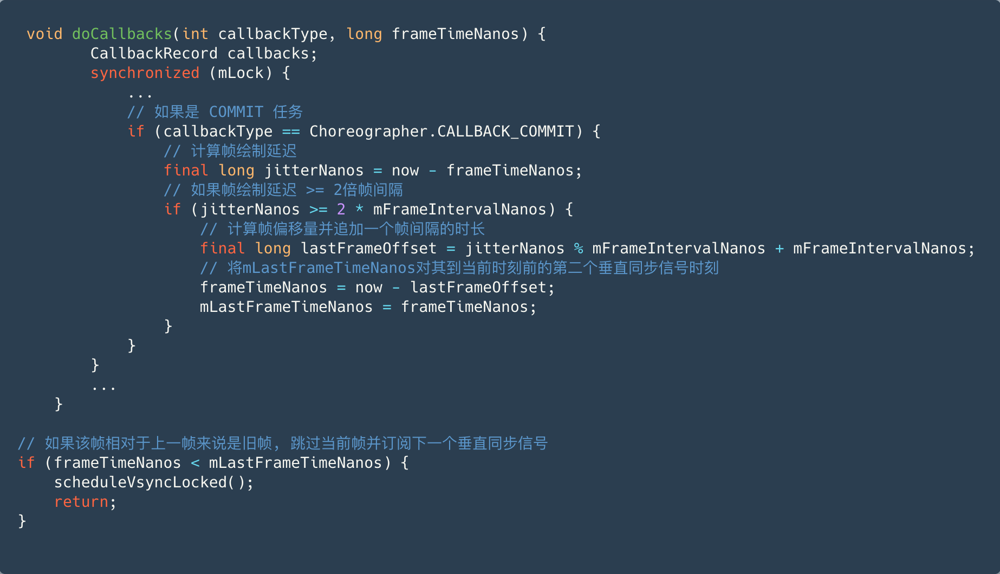 void doCallbacks(int callbackType, long frameTimeNanos) {
CallbackRecord callbacks;
synchronized (mLock) {
...
// 如果是 COMMIT 任务
if (callbackType == Choreographer.CALLBACK_COMMIT) {
// 计算帧绘制延迟
final long jitterNanos = now - frameTimeNanos;
// 如果帧绘制延迟 >= 2倍帧间隔
if (jitterNanos >= 2 * mFrameIntervalNanos) {
// 计算帧偏移量并追加一个帧间隔的时长
final long lastFrameOffset = jitterNanos % mFrameIntervalNanos + mFrameIntervalNanos;
// 将mLastFrameTimeNanos对其到当前时刻前的第二个垂直同步信号时刻
frameTimeNanos = now - lastFrameOffset;
mLastFrameTimeNanos = frameTimeNanos;
}
}
}
...
}
// 如果该帧相对于上一帧来说是旧帧, 跳过当前帧并订阅下一个垂直同步信号
if (frameTimeNanos < mLastFrameTimeNanos) {
scheduleVsyncLocked();
return;
}